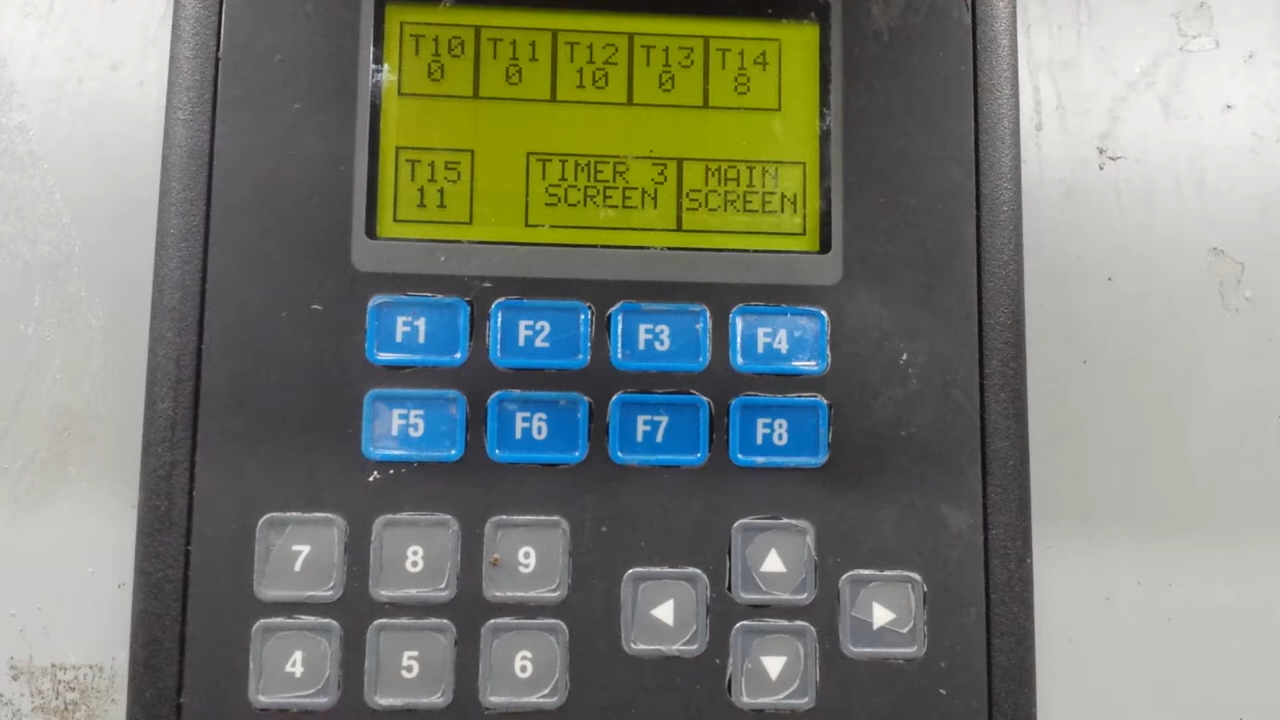 T10 T11 T12 T13 T14
0 0 10 0 8
T15 TIMER 3 MAIN
11 SCREEN SCREEN
F1 F2 F3 F4
F5 F6 F7 F8
7 8 9
4 5 6